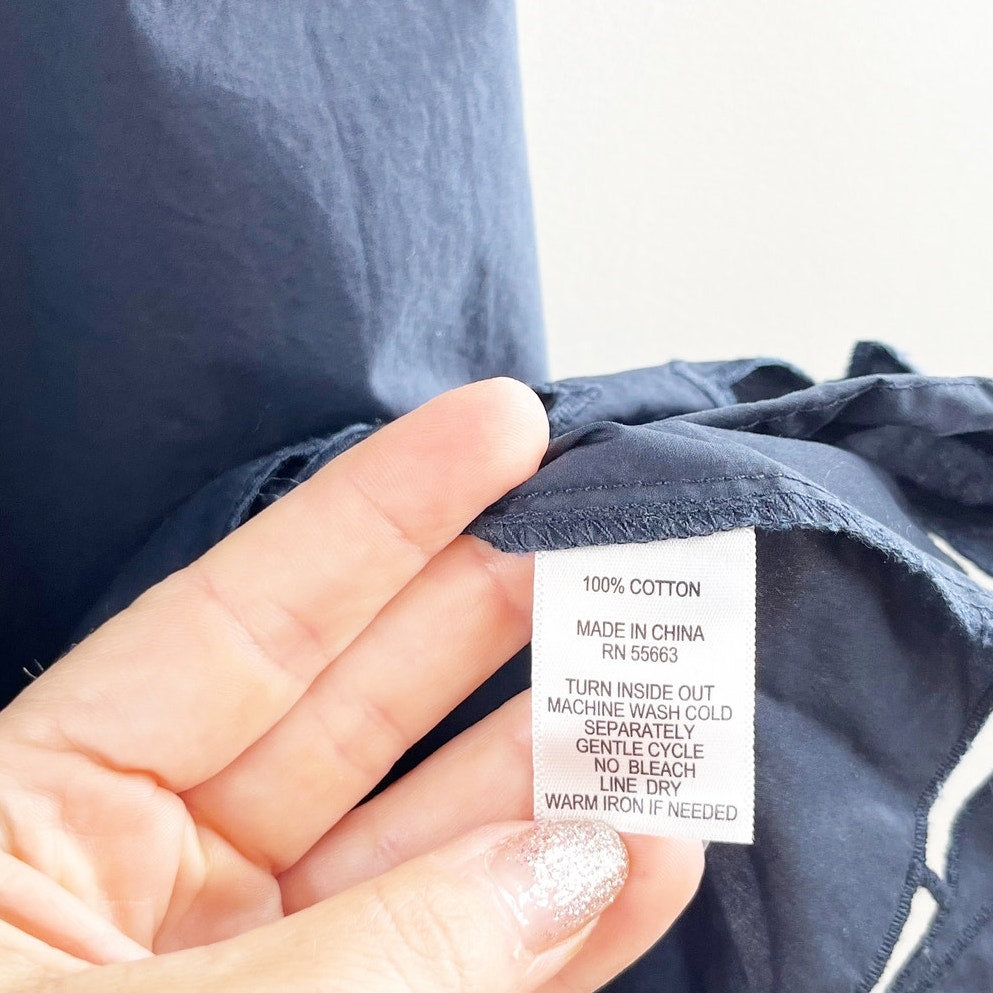 100% COTTON
MADE IN CHINA
RN 55663
TURN INSIDE OUT
MACHINE WASH COLD
SEPARATELY
GENTLE CYCLE
NO BLEACH
LINE DRY
WARM IRON IF NEEDED